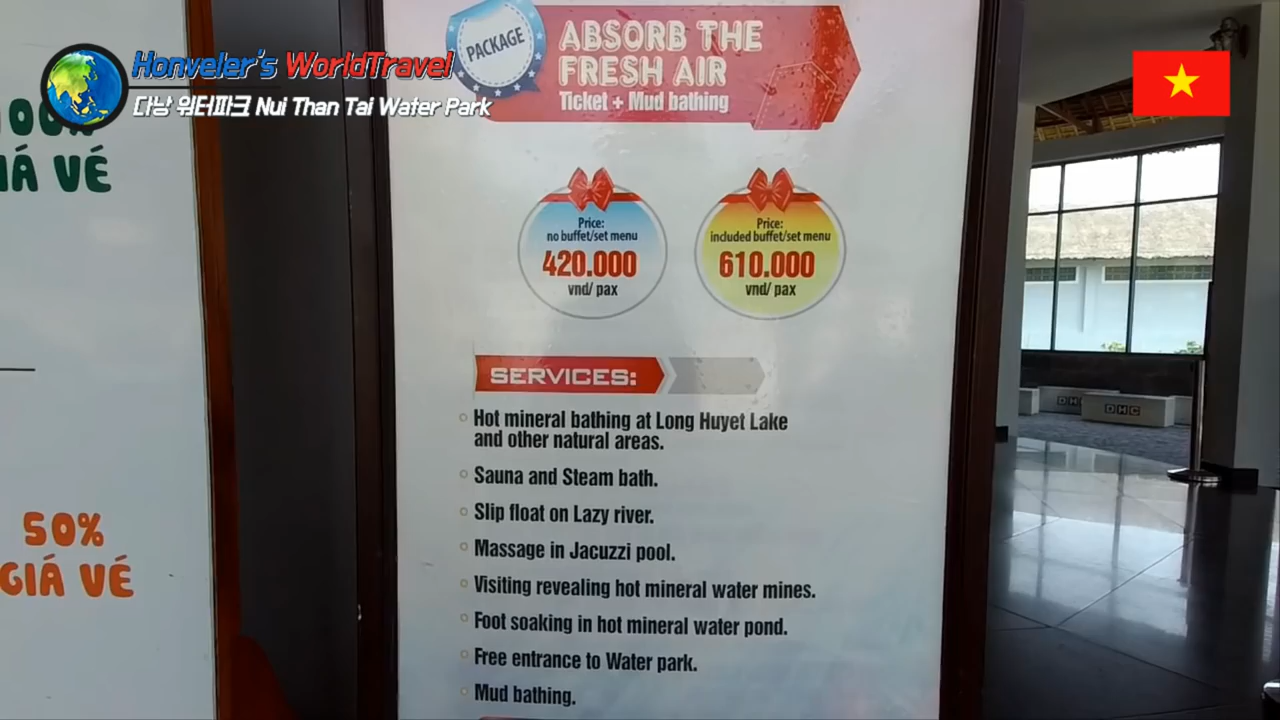 Honveler's WorldTravel
다낭 워터파크 Nui Than Tai Water Park
GIÁ VÉ
50%
GIÁ VÉ
PACKAGE
ABSORB THE
FRESH AIR
Ticket + Mud bathing
Price:
no buffet/set menu
420.000
vnd/ pax
Price:
included buffet/set menu
610.000
vnd/ pax
SERVICES:
Hot mineral bathing at Long Huyet Lake
and other natural areas.
Sauna and Steam bath.
Slip float on Lazy river.
Massage in Jacuzzi pool.
Visiting revealing hot mineral water mines.
Foot soaking in hot mineral water pond.
Free entrance to Water park.
Mud bathing.
DHC